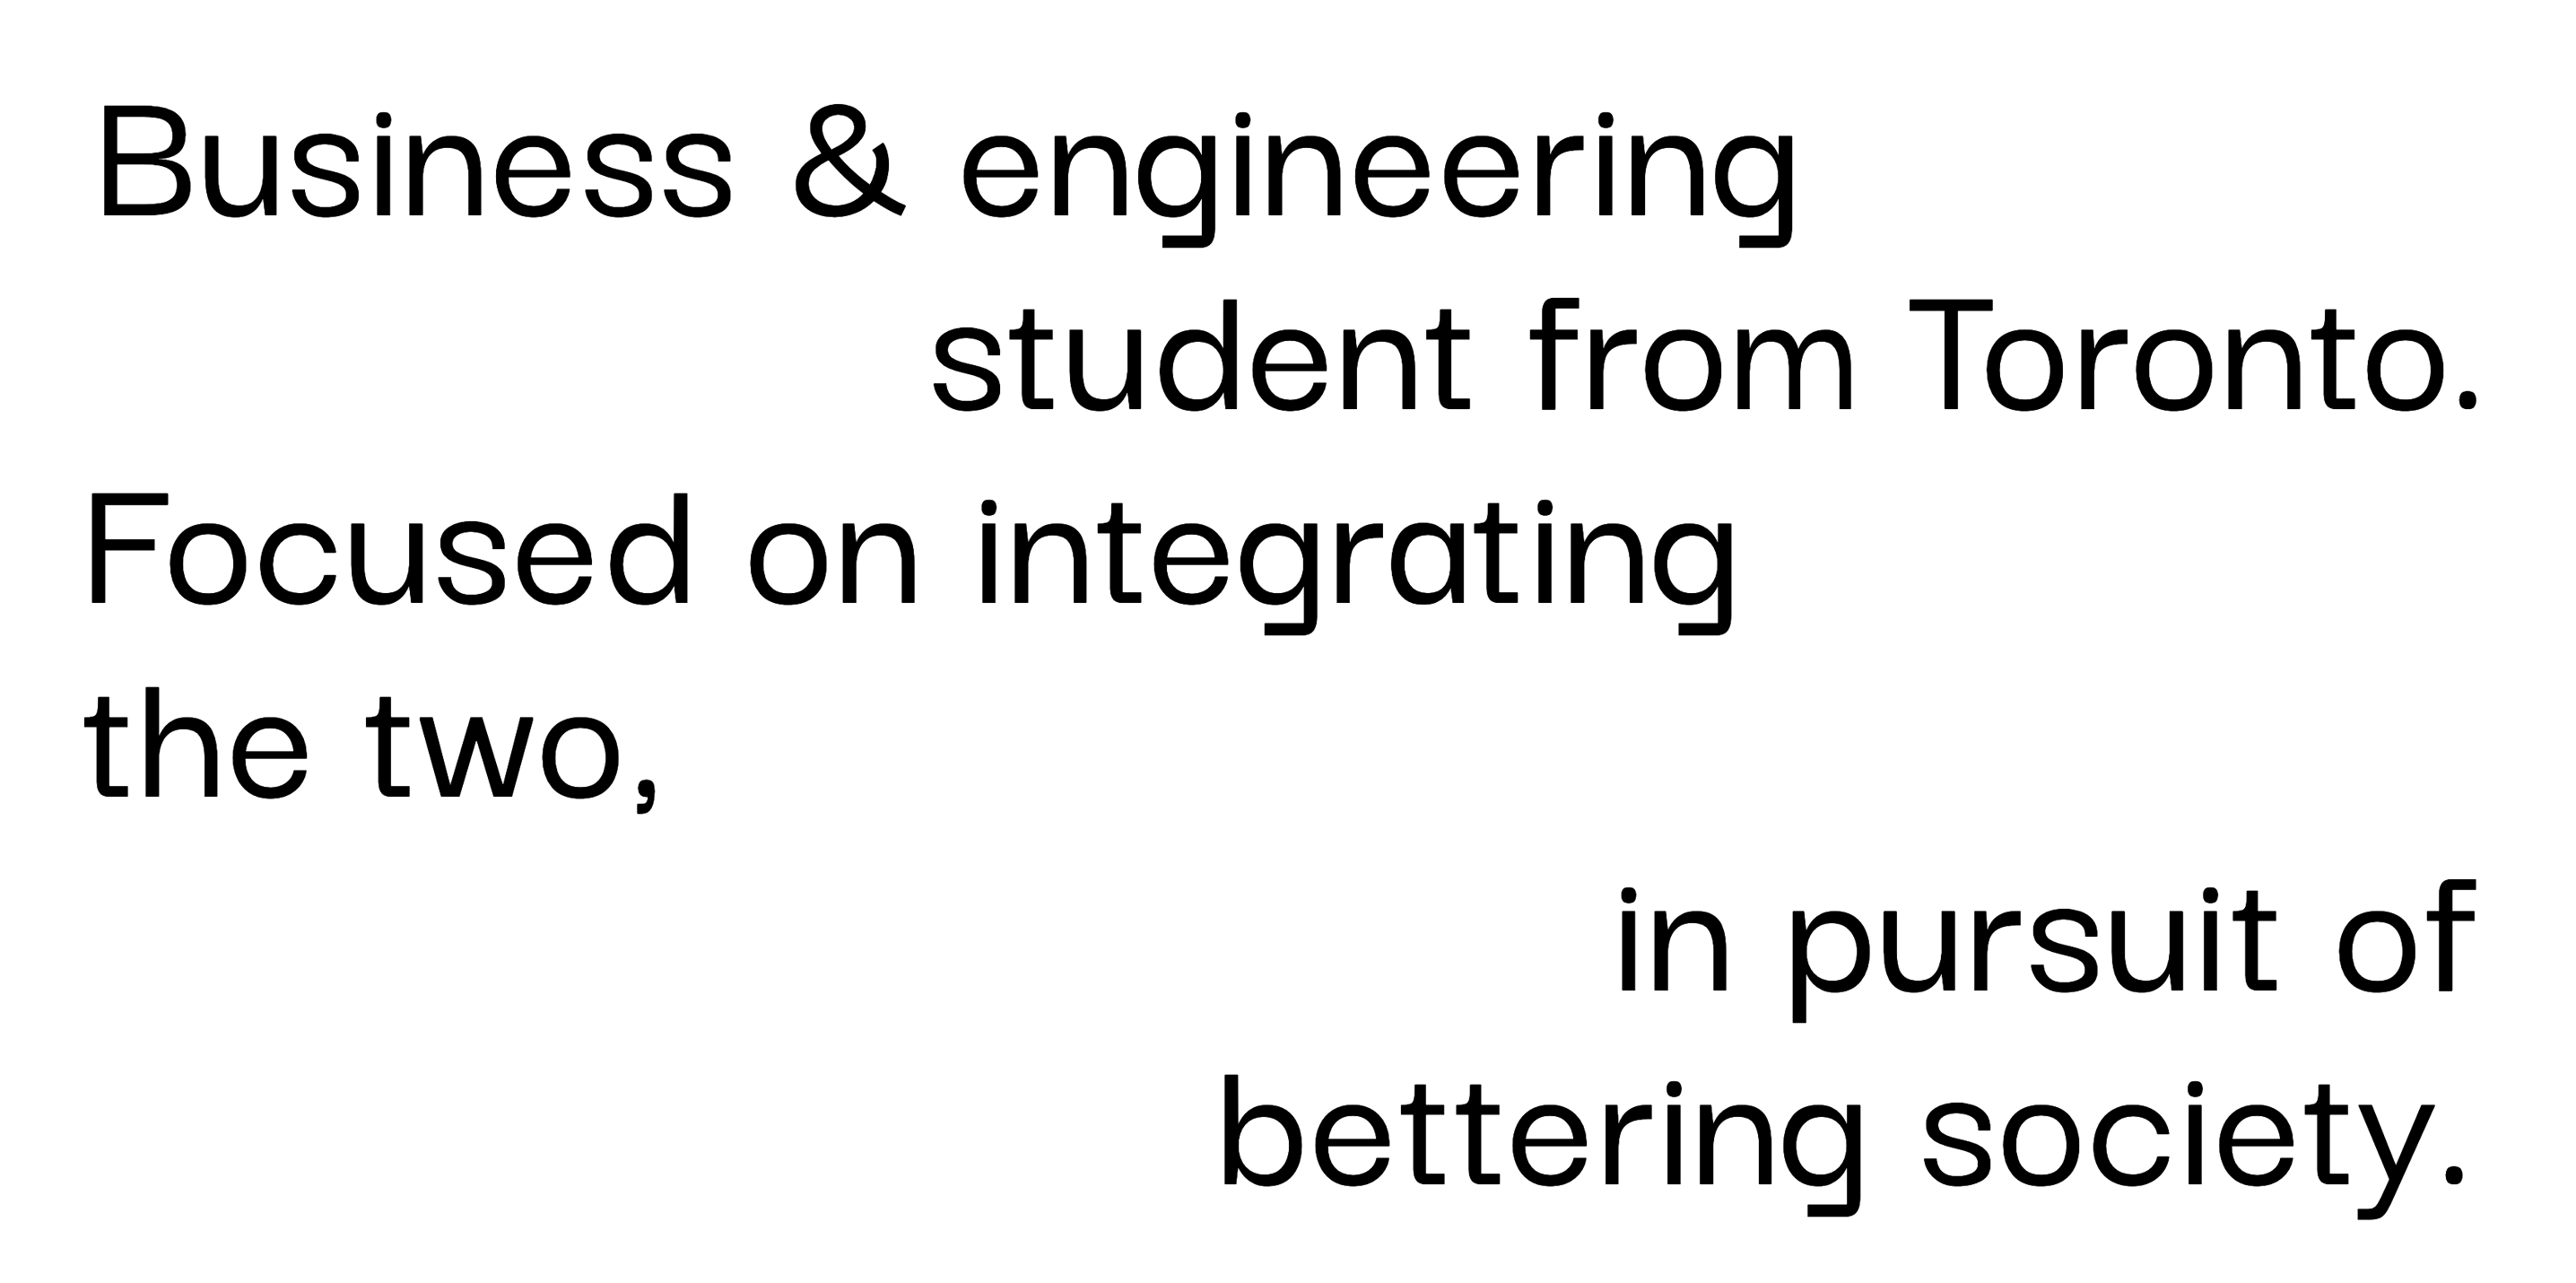 Business & engineering
student from Toronto.
Focused on integrating
the two,
in pursuit of
bettering society.